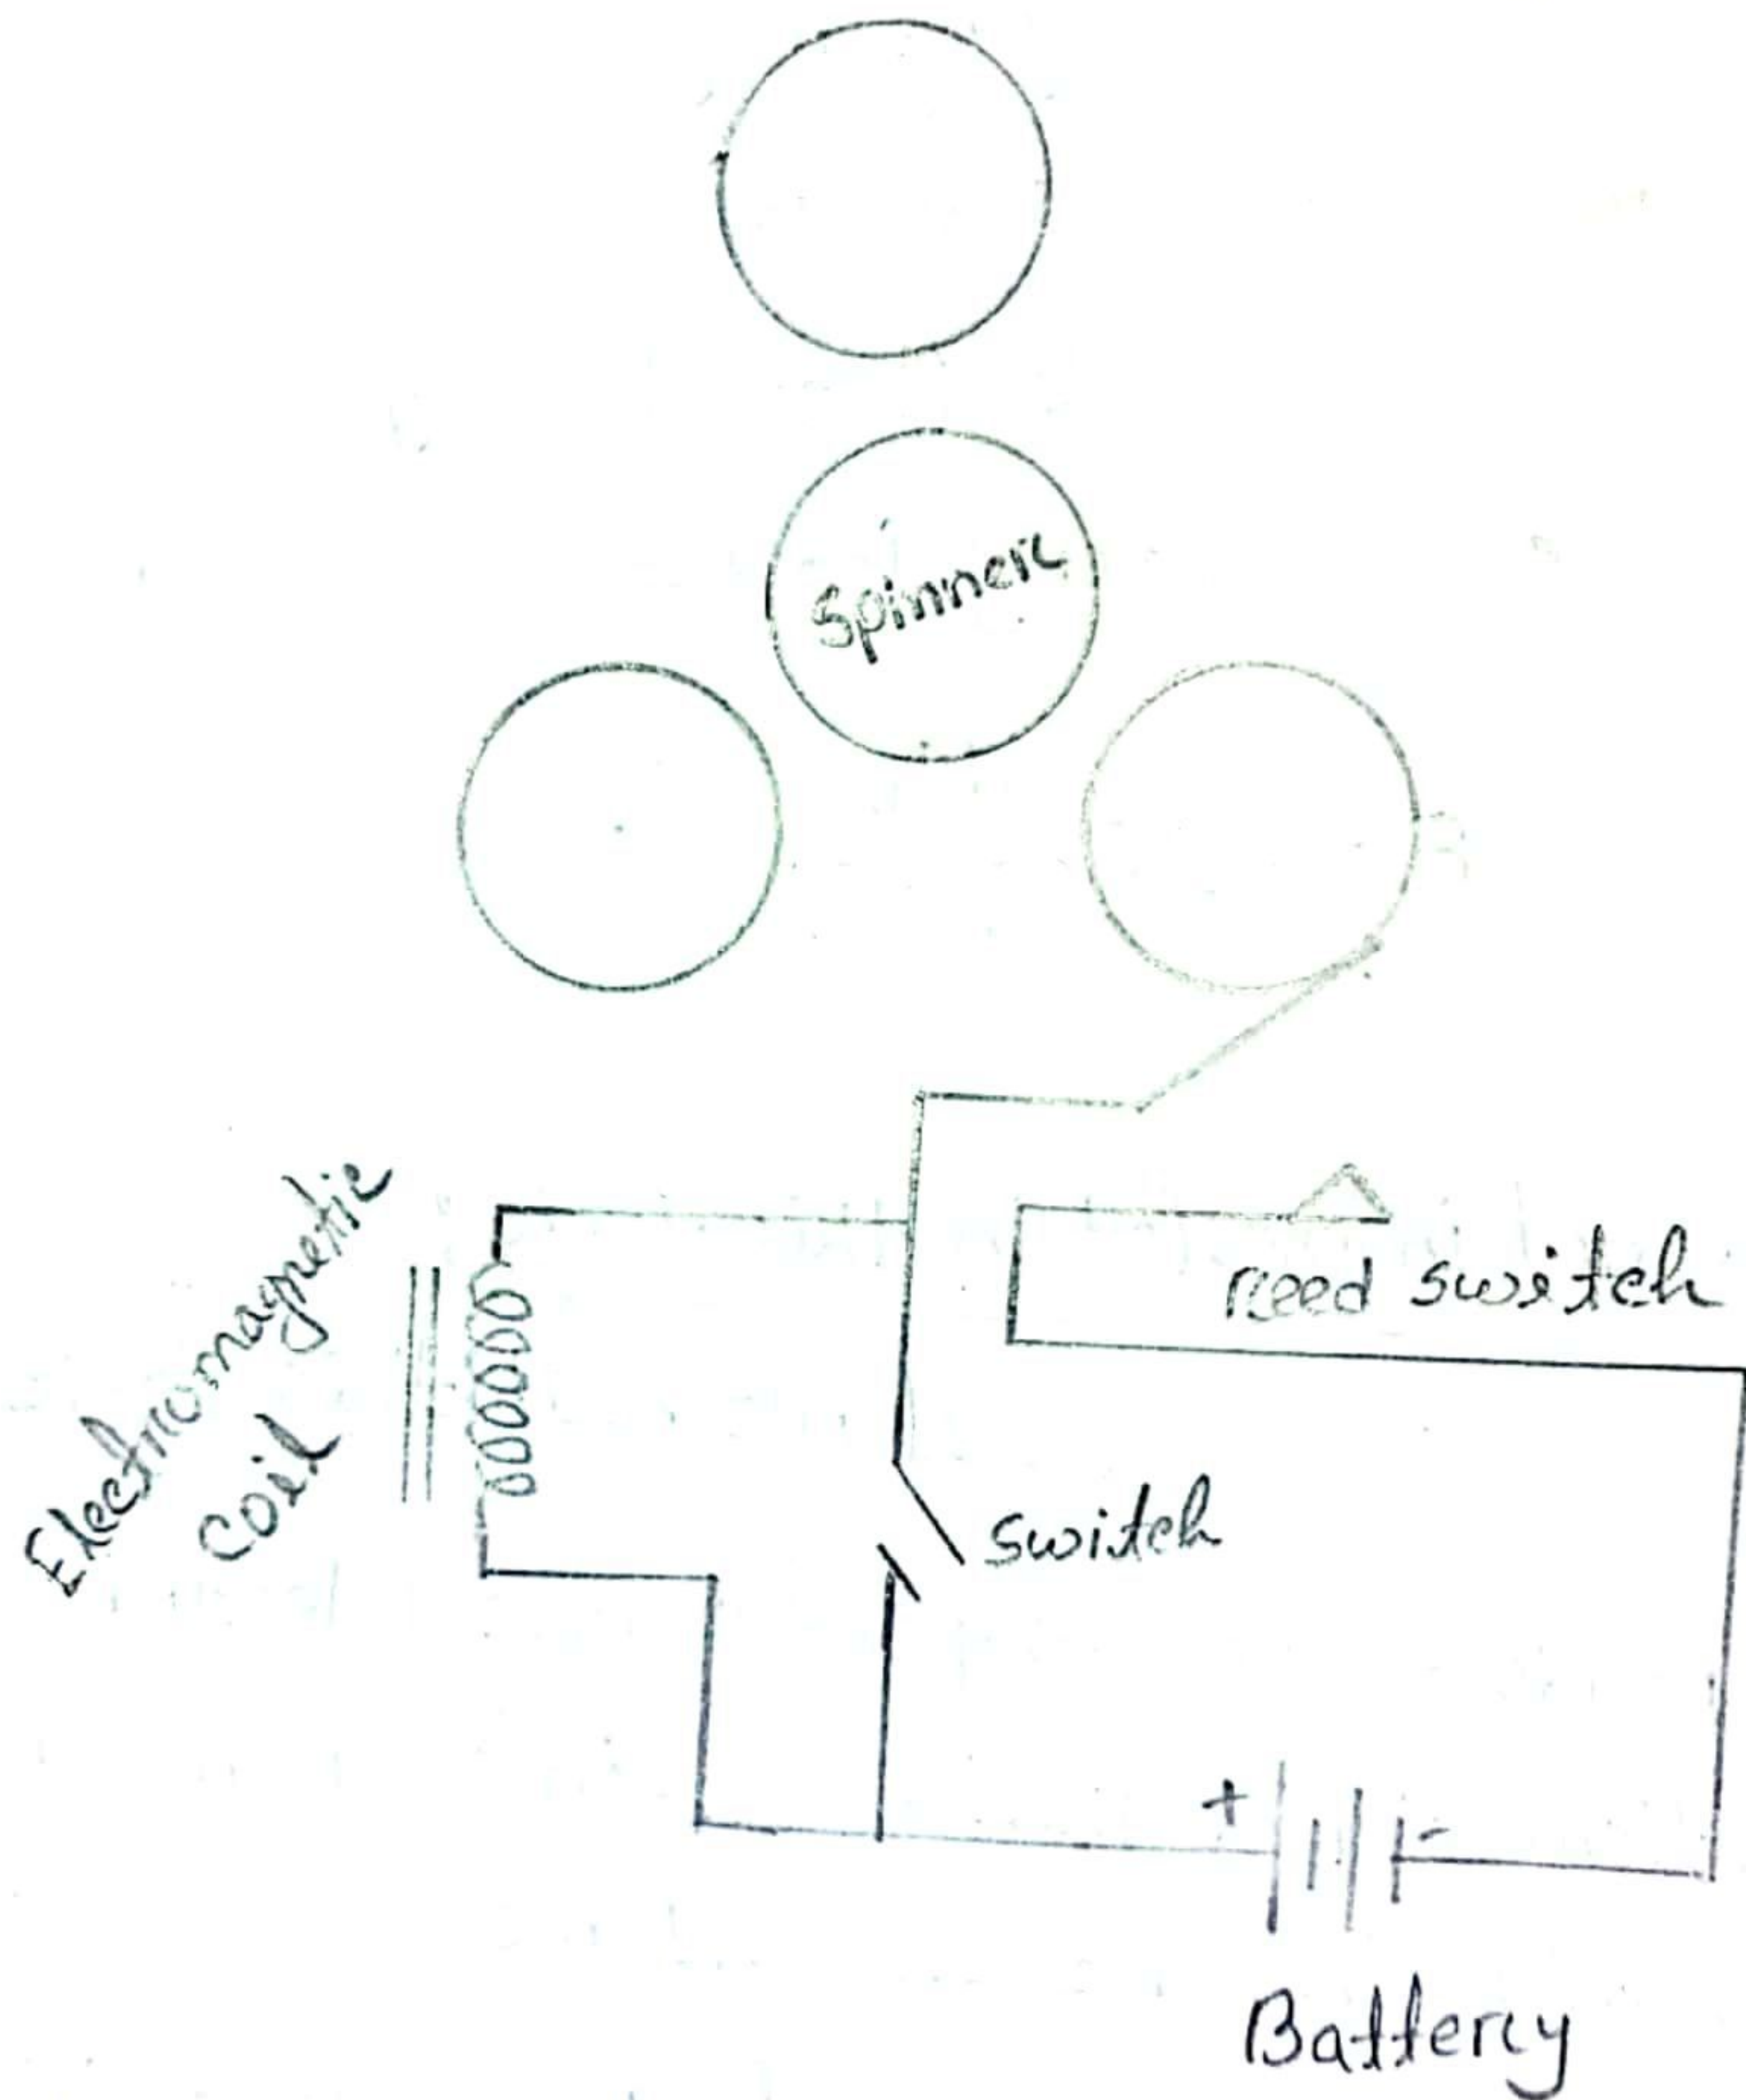 Spinner
Electromagnetic
coil
reed switch
switch
+
-
Battery